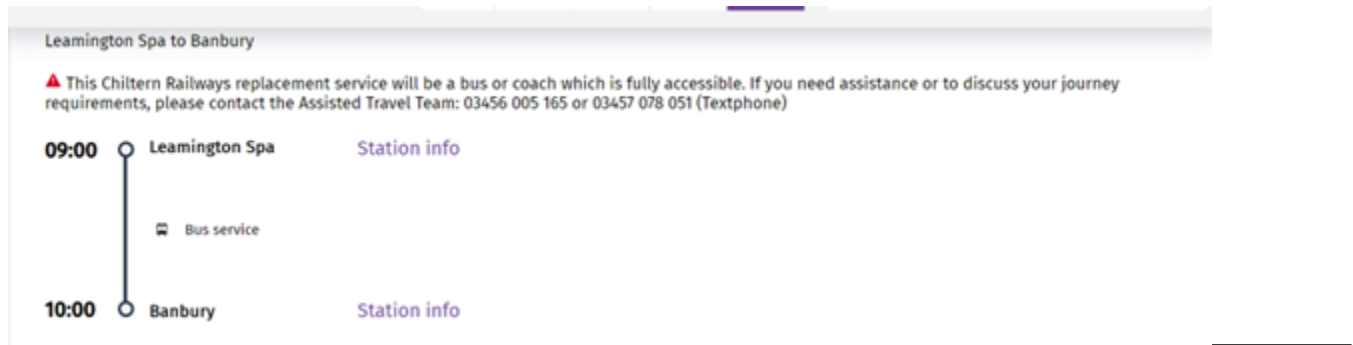 Leamington Spa to Banbury
This Chiltern Railways replacement service will be a bus or coach which is fully accessible. If you need assistance or to discuss your journey
requirements, please contact the Assisted Travel Team: 03456 005 165 or 03457 078 051 (Textphone)
09:00 Leamington Spa Station info
Bus service
10:00 Banbury Station info